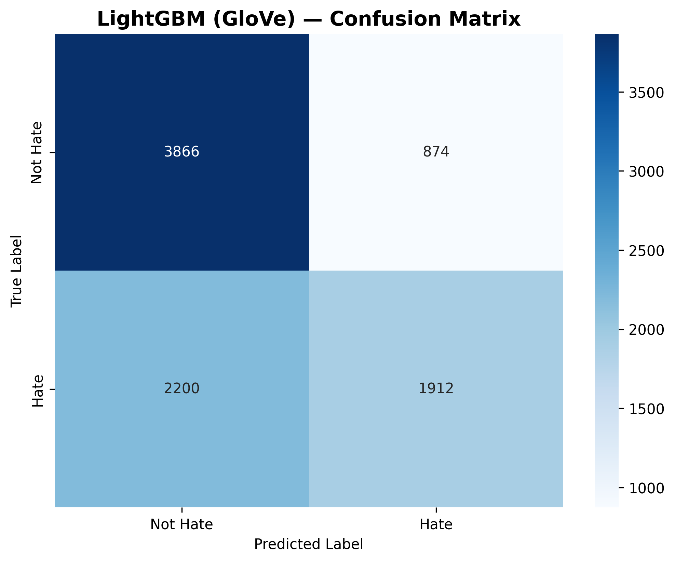 LightGBM (GloVe) — Confusion Matrix
3866
874
2200
1912
Not Hate
Hate
True Label
Not Hate
Hate
Predicted Label
3500
3000
2500
2000
1500
1000